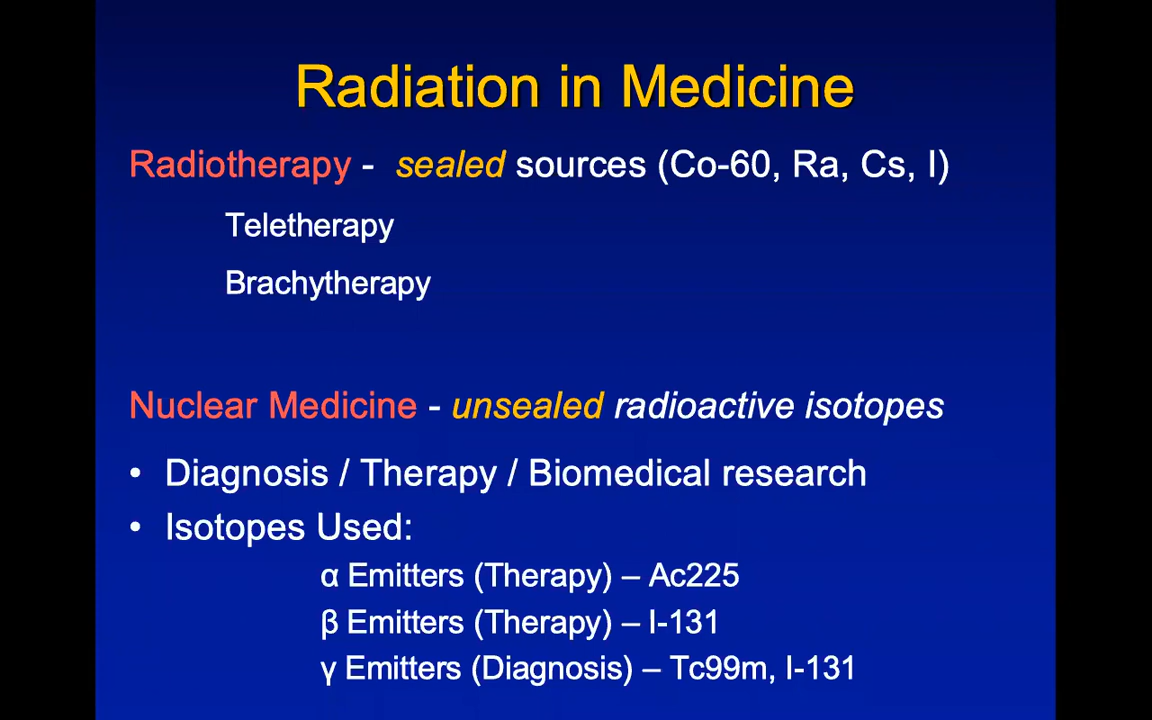 Radiation in Medicine
Radiotherapy - sealed sources (Co-60, Ra, Cs, I)
Teletherapy
Brachytherapy
Nuclear Medicine - unsealed radioactive isotopes
• Diagnosis / Therapy / Biomedical research
• Isotopes Used:
α Emitters (Therapy) – Ac225
β Emitters (Therapy) – I-131
γ Emitters (Diagnosis) – Tc99m, I-131